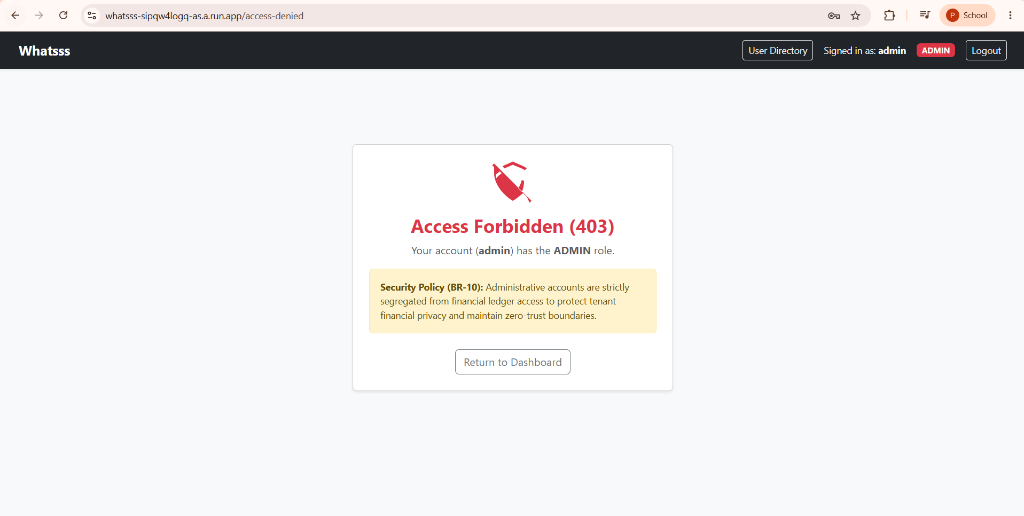 whatsss-sipqw4logq-as.a.run.app/access-denied
P School
Whatsss
User Directory Signed in as: admin ADMIN Logout
Access Forbidden (403)
Your account (admin) has the ADMIN role.
Security Policy (BR-10): Administrative accounts are strictly
segregated from financial ledger access to protect tenant
financial privacy and maintain zero-trust boundaries.
Return to Dashboard